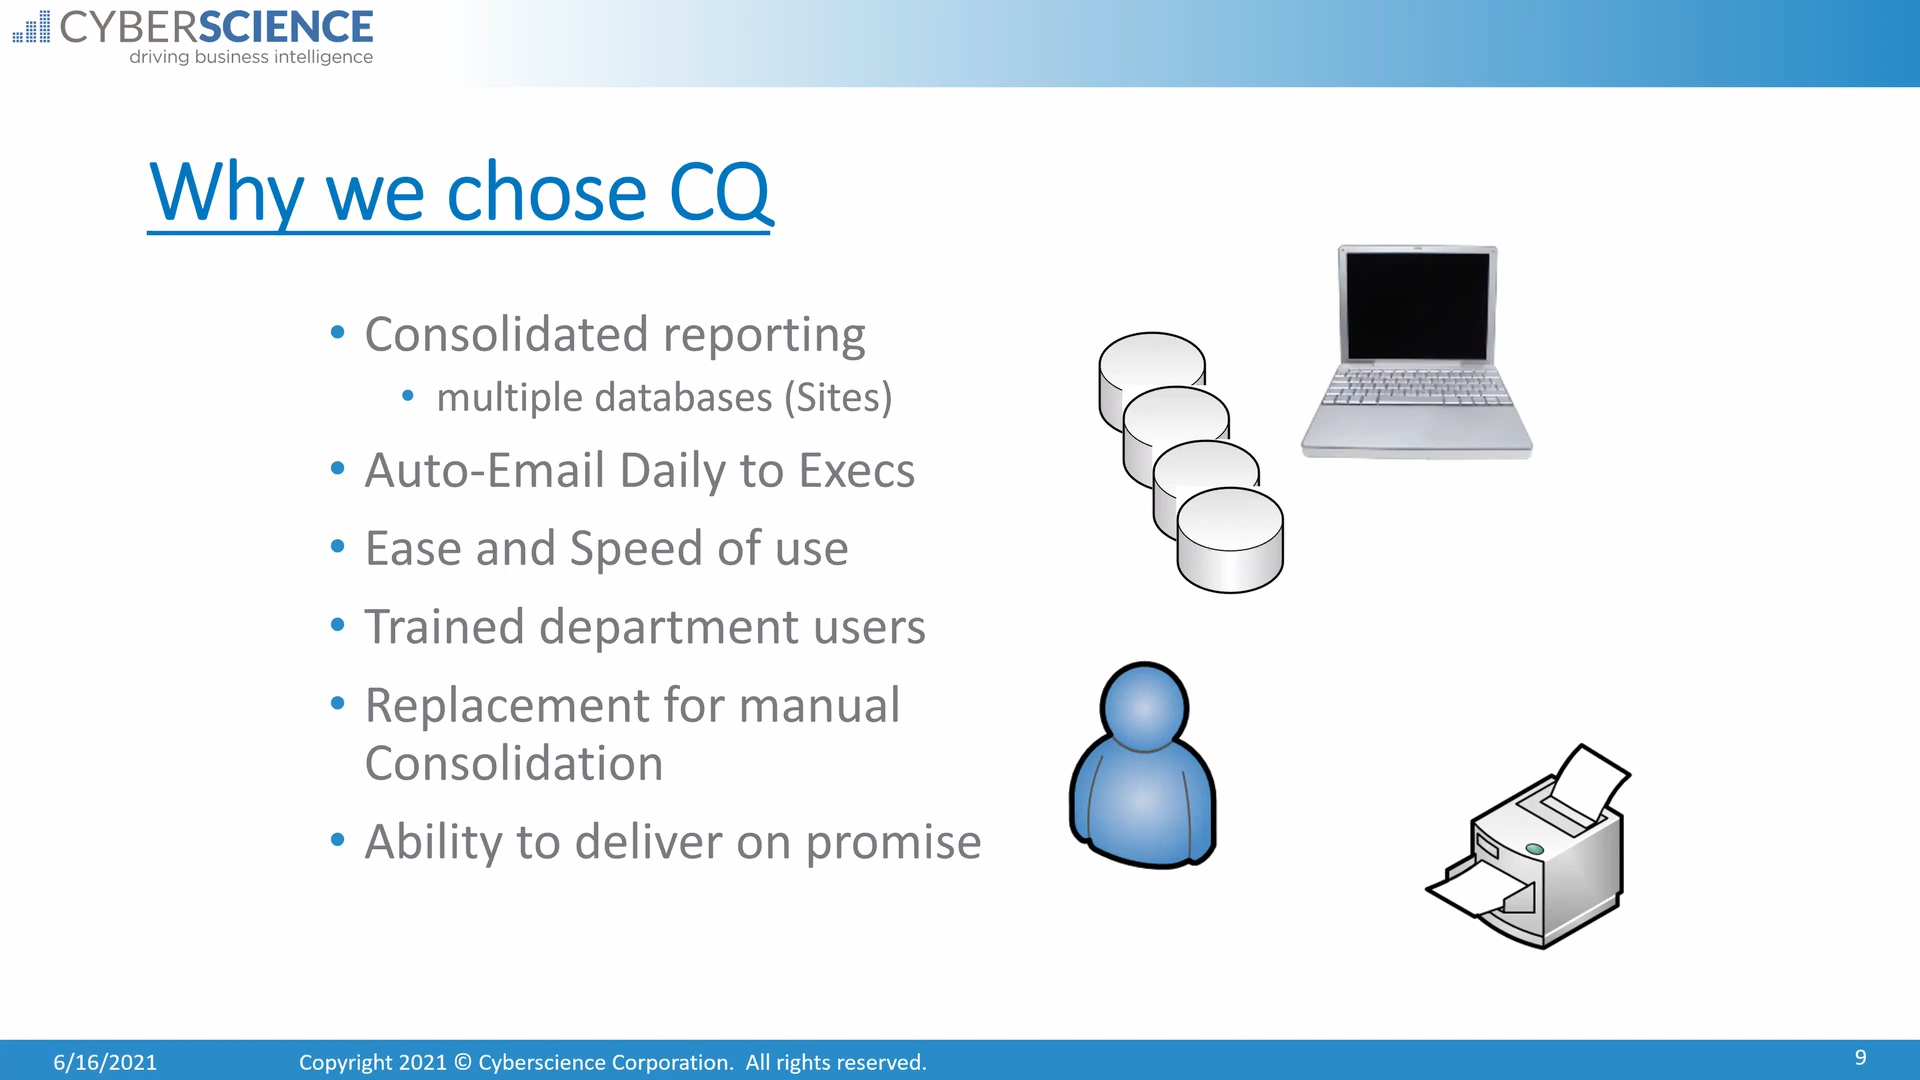 CYBERSCIENCE
driving business intelligence
Why we chose CQ
• Consolidated reporting
• multiple databases (Sites)
• Auto-Email Daily to Execs
• Ease and Speed of use
• Trained department users
• Replacement for manual
Consolidation
• Ability to deliver on promise
6/16/2021 Copyright 2021 © Cyberscience Corporation. All rights reserved. 9